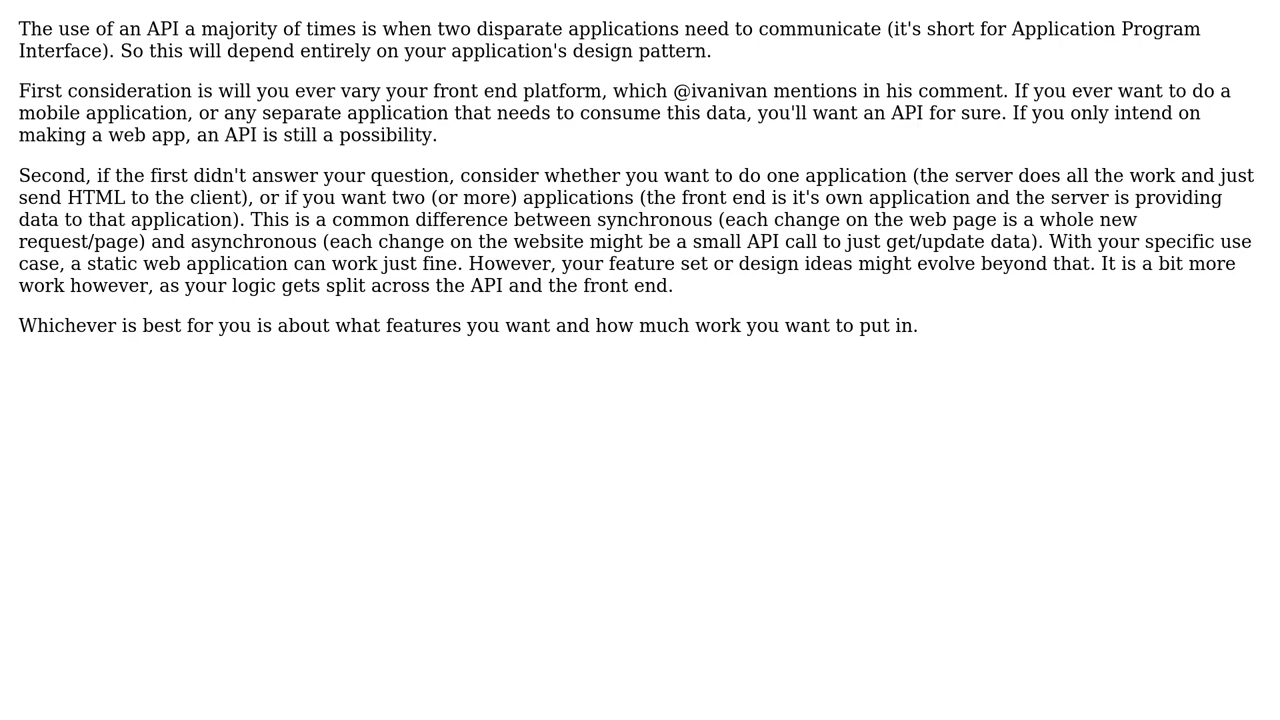 The use of an API a majority of times is when two disparate applications need to communicate (it's short for Application Program
Interface). So this will depend entirely on your application's design pattern.
First consideration is will you ever vary your front end platform, which @ivanivan mentions in his comment. If you ever want to do a
mobile application, or any separate application that needs to consume this data, you'll want an API for sure. If you only intend on
making a web app, an API is still a possibility.
Second, if the first didn't answer your question, consider whether you want to do one application (the server does all the work and just
send HTML to the client), or if you want two (or more) applications (the front end is it's own application and the server is providing
data to that application). This is a common difference between synchronous (each change on the web page is a whole new
request/page) and asynchronous (each change on the website might be a small API call to just get/update data). With your specific use
case, a static web application can work just fine. However, your feature set or design ideas might evolve beyond that. It is a bit more
work however, as your logic gets split across the API and the front end.
Whichever is best for you is about what features you want and how much work you want to put in.